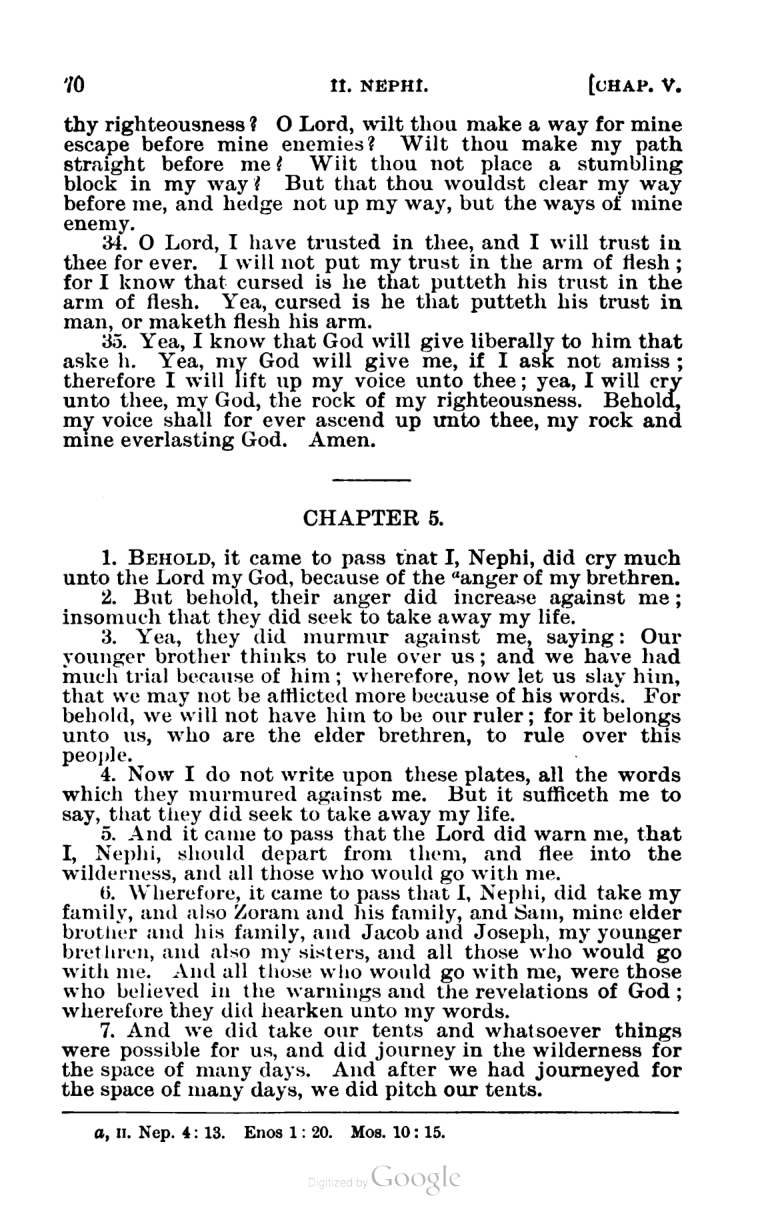 70 II. NEPHI. [CHAP. V.
thy righteousness? O Lord, wilt thou make a way for mine
escape before mine enemies? Wilt thou make my path
straight before me? Wilt thou not place a stumbling
block in my way? But that thou wouldst clear my way
before me, and hedge not up my way, but the ways of mine
enemy.
34. O Lord, I have trusted in thee, and I will trust in
thee for ever. I will not put my trust in the arm of flesh;
for I know that cursed is he that putteth his trust in the
arm of flesh. Yea, cursed is he that putteth his trust in
man, or maketh flesh his arm.
35. Yea, I know that God will give liberally to him that
aske h. Yea, my God will give me, if I ask not amiss;
therefore I will lift up my voice unto thee; yea, I will cry
unto thee, my God, the rock of my righteousness. Behold,
my voice shall for ever ascend up unto thee, my rock and
mine everlasting God. Amen.
CHAPTER 5.
1. BEHOLD, it came to pass that I, Nephi, did cry much
unto the Lord my God, because of the ᵃanger of my brethren.
2. But behold, their anger did increase against me;
insomuch that they did seek to take away my life.
3. Yea, they did murmur against me, saying: Our
younger brother thinks to rule over us; and we have had
much trial because of him; wherefore, now let us slay him,
that we may not be afflicted more because of his words. For
behold, we will not have him to be our ruler; for it belongs
unto us, who are the elder brethren, to rule over this
people.
4. Now I do not write upon these plates, all the words
which they murmured against me. But it sufficeth me to
say, that they did seek to take away my life.
5. And it came to pass that the Lord did warn me, that
I, Nephi, should depart from them, and flee into the
wilderness, and all those who would go with me.
6. Wherefore, it came to pass that I, Nephi, did take my
family, and also Zoram and his family, and Sam, mine elder
brother and his family, and Jacob and Joseph, my younger
brethren, and also my sisters, and all those who would go
with me. And all those who would go with me, were those
who believed in the warnings and the revelations of God;
wherefore they did hearken unto my words.
7. And we did take our tents and whatsoever things
were possible for us, and did journey in the wilderness for
the space of many days. And after we had journeyed for
the space of many days, we did pitch our tents.
a, II. Nep. 4: 13. Enos 1: 20. Mos. 10: 15.
Digitized by Google